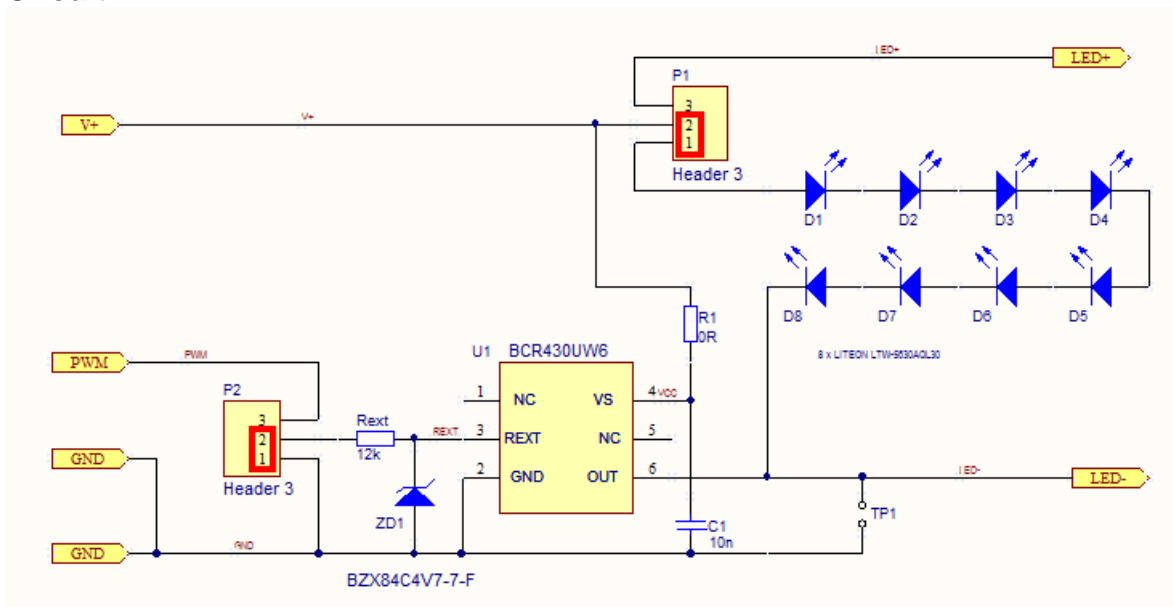 LED+
LED+
P1
V+
V+
3
2
1
Header 3
D1
D2
D3
D4
D8
D7
D6
D5
R1
0R
8 x LITEON LTW-5630AQL30
U1
BCR430UW6
PWM
PWM
P2
1
NC
VS
4
VCC
3
2
1
Rext
12k
REXT
3
REXT
NC
5
GND
2
GND
OUT
6
LED-
LED-
Header 3
ZD1
TP1
C1
10n
GND
GND
BZX84C4V7-7-F